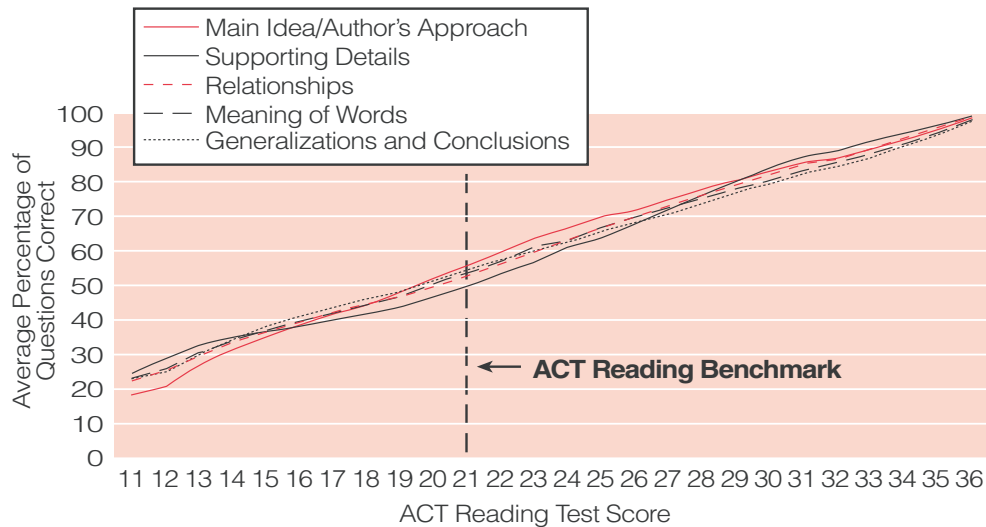 Main Idea/Author's Approach
Supporting Details
Relationships
Meaning of Words
Generalizations and Conclusions
Average Percentage of
Questions Correct
100
90
80
70
60
50
40
30
20
10
0
ACT Reading Benchmark
11 12 13 14 15 16 17 18 19 20 21 22 23 24 25 26 27 28 29 30 31 32 33 34 35 36
ACT Reading Test Score